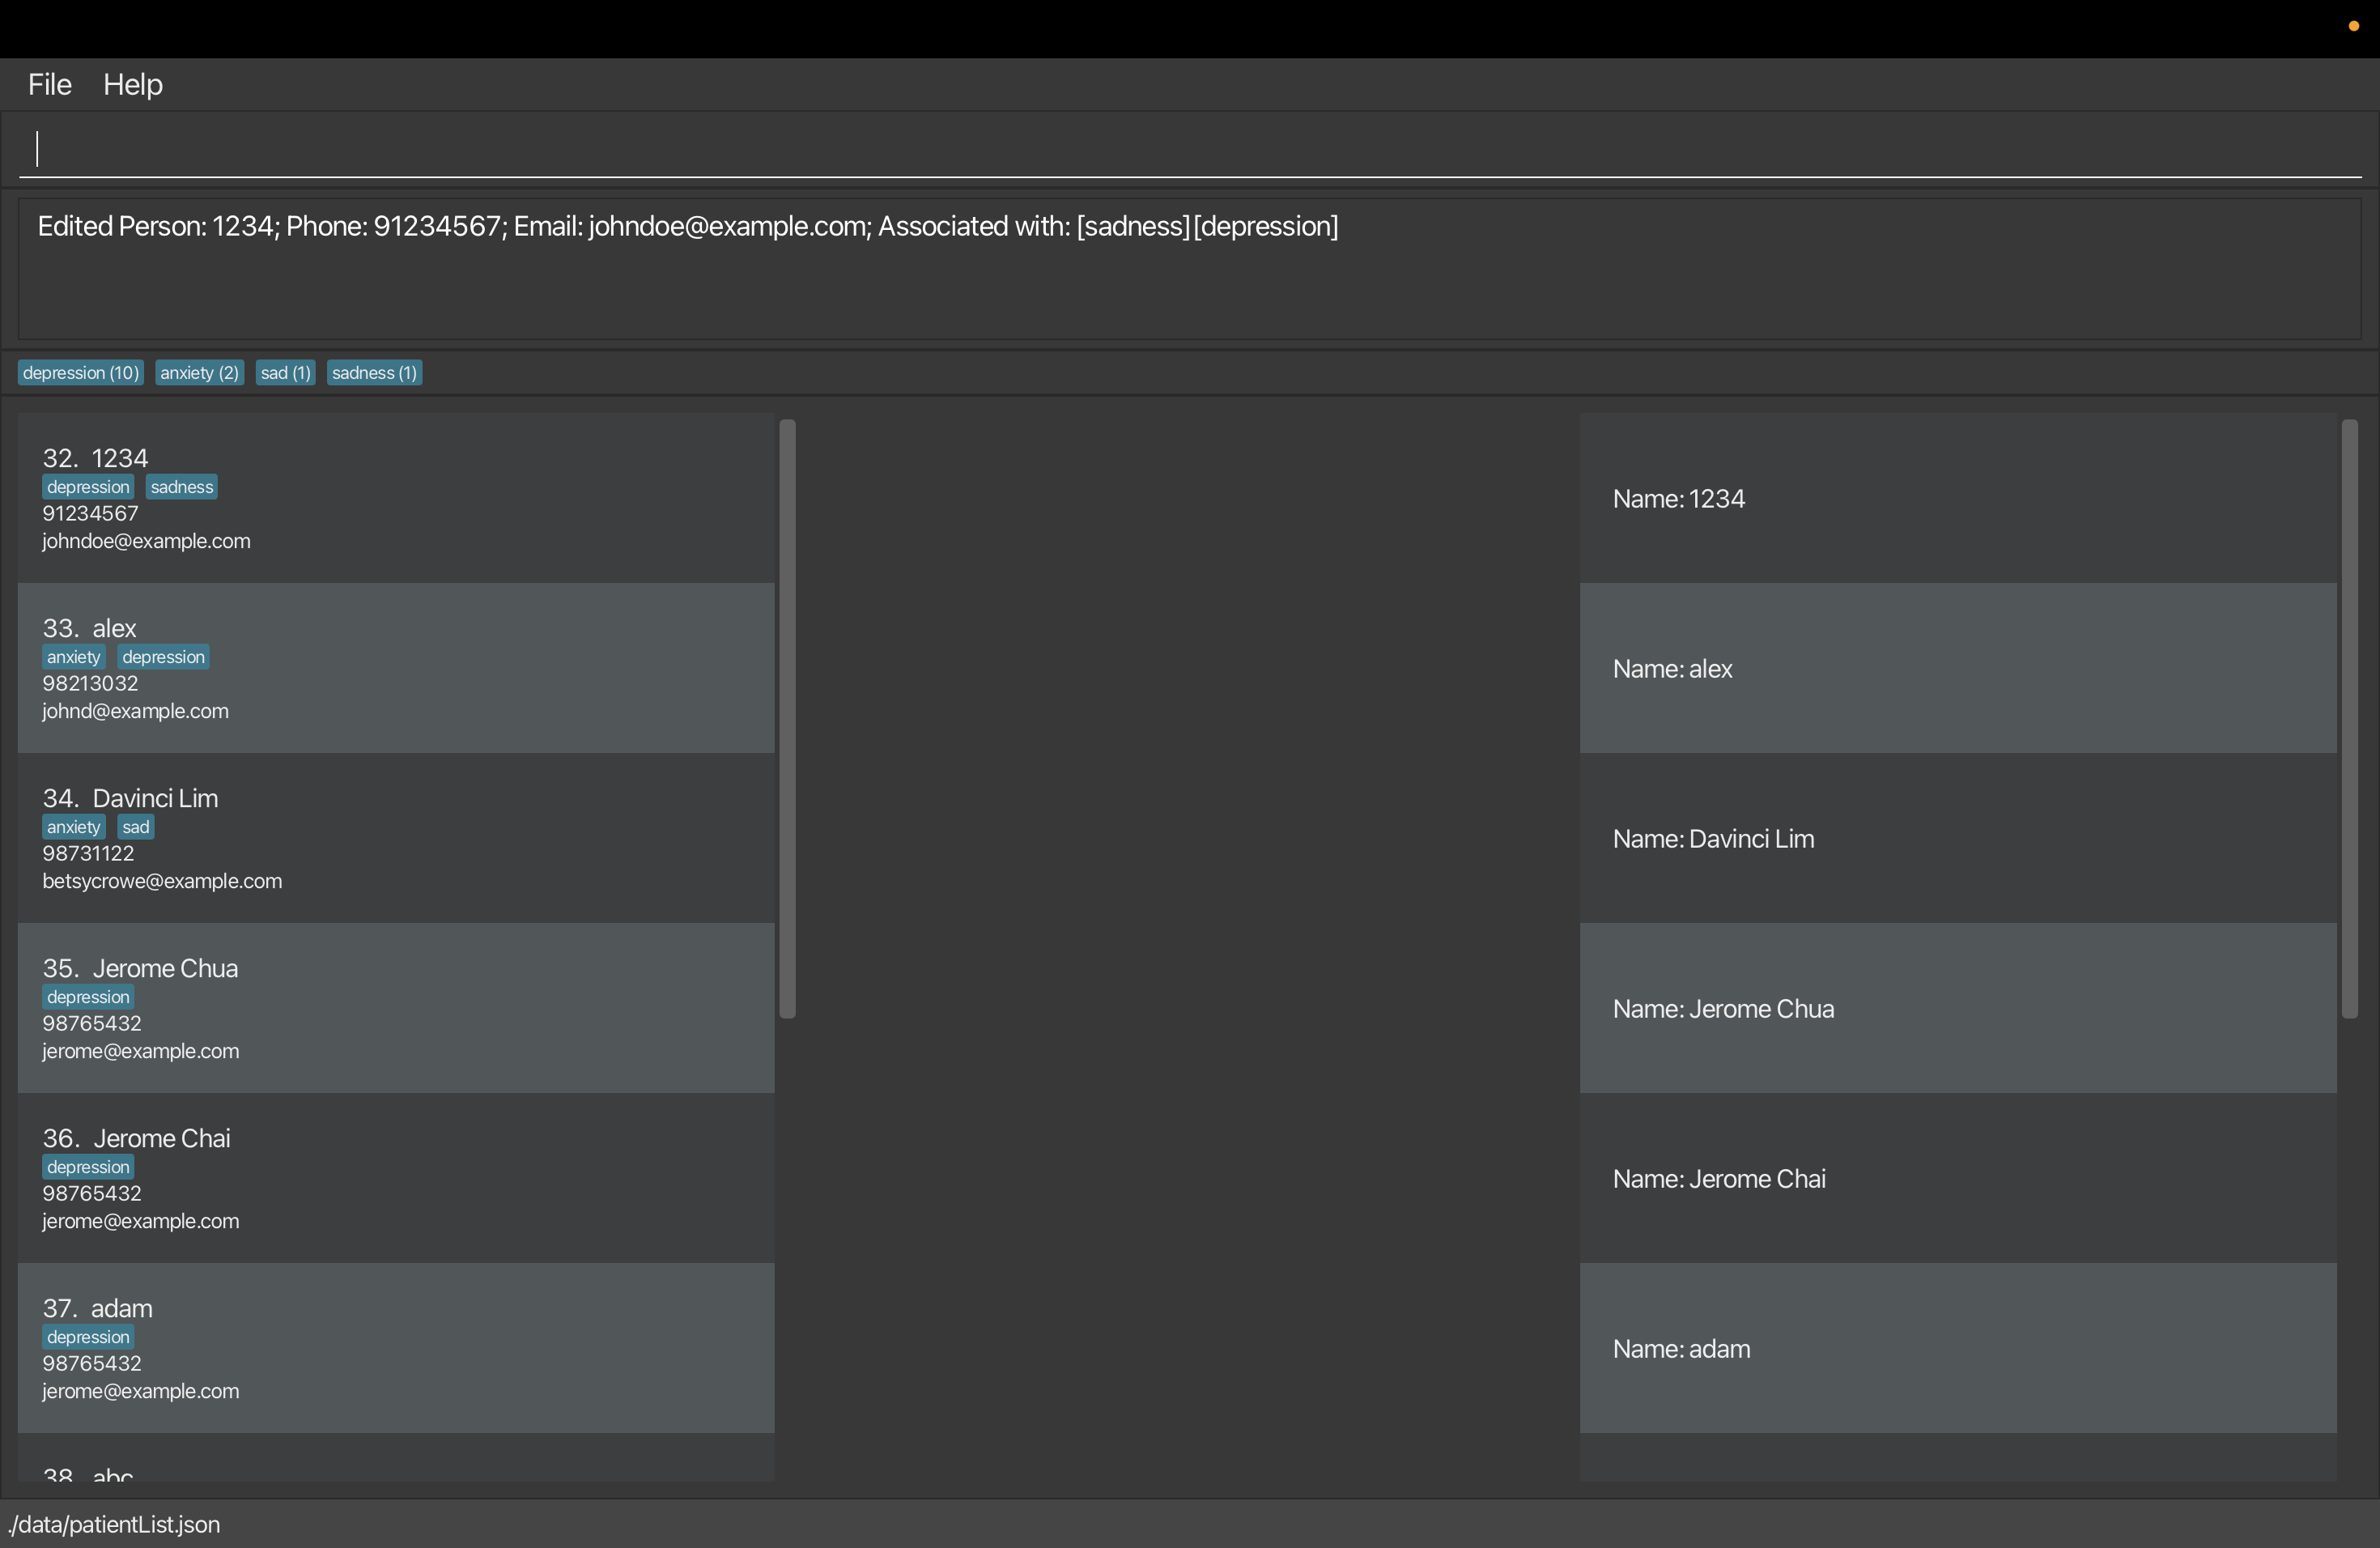 File Help
Edited Person: 1234; Phone: 91234567; Email: johndoe@example.com; Associated with: [sadness][depression]
depression (10) anxiety (2) sad (1) sadness (1)
32. 1234
depression sadness
91234567
johndoe@example.com
33. alex
anxiety depression
98213032
johnd@example.com
34. Davinci Lim
anxiety sad
98731122
betsycrowe@example.com
35. Jerome Chua
depression
98765432
jerome@example.com
36. Jerome Chai
depression
98765432
jerome@example.com
37. adam
depression
98765432
jerome@example.com
38. abc
Name: 1234
Name: alex
Name: Davinci Lim
Name: Jerome Chua
Name: Jerome Chai
Name: adam
./data/patientList.json